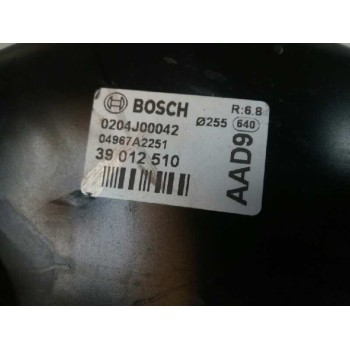 BOSCH R:6.8
0204J00042 Ø255 640
04967A2251
39 012 510
AAD9